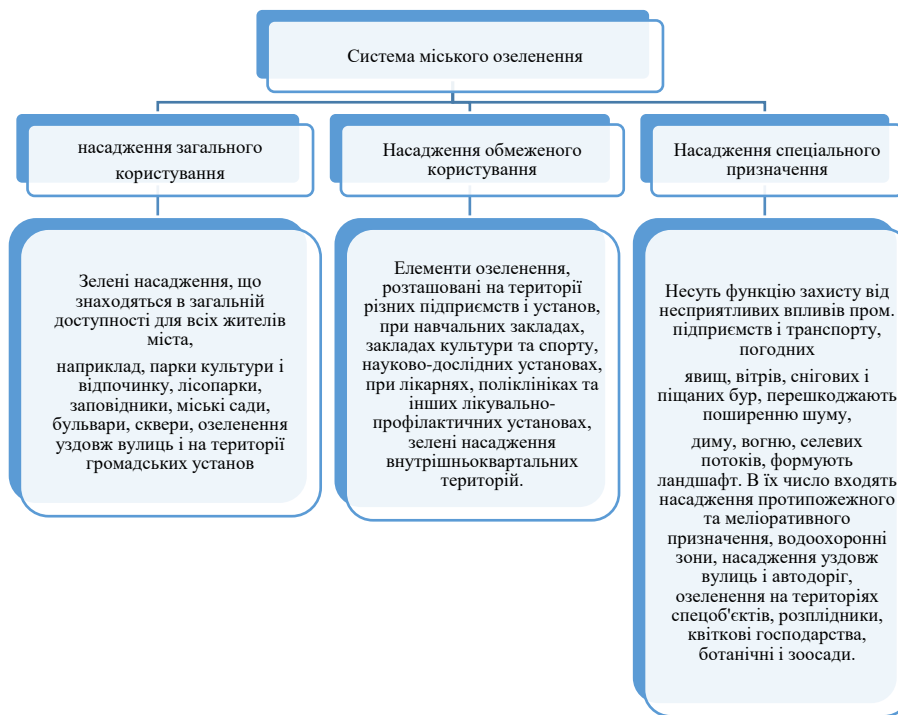 Система міського озеленення
насадження загального
користування
Насадження обмеженого
користування
Насадження спеціального
призначення
Зелені насадження, що
знаходяться в загальній
доступності для всіх жителів
міста,
наприклад, парки культури і
відпочинку, лісопарки,
заповідники, міські сади,
бульвари, сквери, озеленення
уздовж вулиць і на території
громадських установ
Елементи озеленення,
розташовані на території
різних підприємств і установ,
при навчальних закладах,
закладах культури та спорту,
науково-дослідних установах,
при лікарнях, поліклініках та
інших лікувально-
профілактичних установах,
зелені насадження
внутрішньоквартальних
територій.
Несуть функцію захисту від
несприятливих впливів пром.
підприємств і транспорту,
погодних
явищ, вітрів, снігових і
піщаних бур, перешкоджають
поширенню шуму,
диму, вогню, селевих
потоків, формують
ландшафт. В їх число входять
насадження протипожежного
та меліоративного
призначення, водоохоронні
зони, насадження уздовж
вулиць і автодоріг,
озеленення на територіях
спецоб'єктів, розплідники,
квіткові господарства,
ботанічні і зоосади.